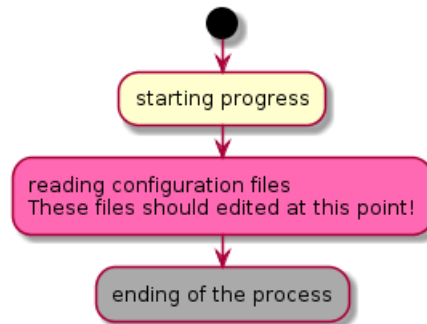 starting progress
reading configuration files
These files should edited at this point!
ending of the process